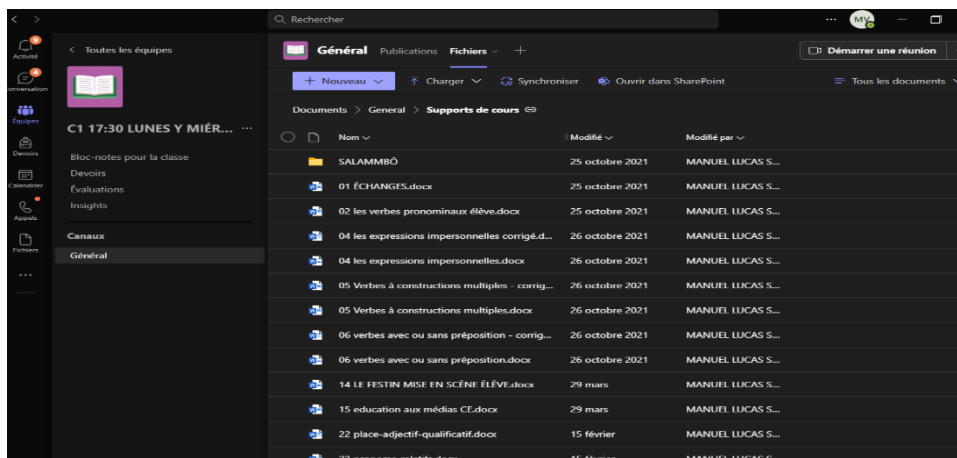 Rechercher
MV
Activité
Conversation
Équipes
Devoirs
Calendrier
Appels
Fichiers
9
4
Toutes les équipes
C1 17:30 LUNES Y MIÉR... ...
Bloc-notes pour la classe
Devoirs
Évaluations
Insights
Canaux
Général
Général Publications Fichiers
Démarrer une réunion
Nouveau Charger Synchroniser Ouvrir dans SharePoint Tous les documents
Documents > General > Supports de cours
Nom Modifié Modifié par
SALAMMBÔ 25 octobre 2021 MANUEL LUCAS S...
01 ÉCHANGES.docx 25 octobre 2021 MANUEL LUCAS S...
02 les verbes pronominaux élève.docx 25 octobre 2021 MANUEL LUCAS S...
04 les expressions impersonnelles corrigé.d... 26 octobre 2021 MANUEL LUCAS S...
04 les expressions impersonnelles.docx 26 octobre 2021 MANUEL LUCAS S...
05 Verbes à constructions multiples - corrig... 26 octobre 2021 MANUEL LUCAS S...
05 Verbes à constructions multiples.docx 26 octobre 2021 MANUEL LUCAS S...
06 verbes avec ou sans préposition - corrig... 26 octobre 2021 MANUEL LUCAS S...
06 verbes avec ou sans préposition.docx 26 octobre 2021 MANUEL LUCAS S...
14 LE FESTIN MISE EN SCÈNE ÉLÈVE.docx 29 mars MANUEL LUCAS S...
15 education aux médias CE.docx 29 mars MANUEL LUCAS S...
22 place-adjectif-qualificatif.docx 15 février MANUEL LUCAS S...